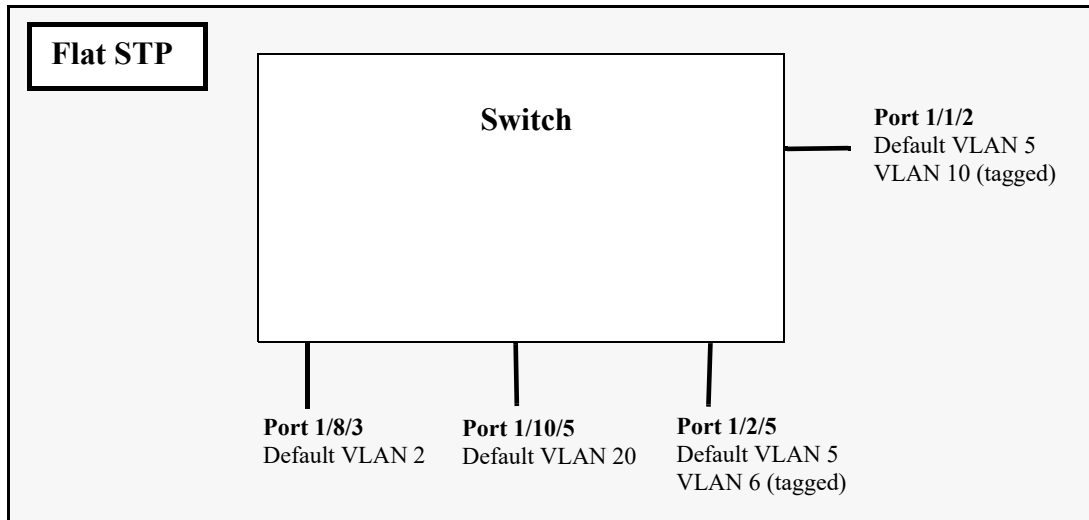 Flat STP
Switch
Port 1/1/2
Default VLAN 5
VLAN 10 (tagged)
Port 1/8/3
Default VLAN 2
Port 1/10/5
Default VLAN 20
Port 1/2/5
Default VLAN 5
VLAN 6 (tagged)